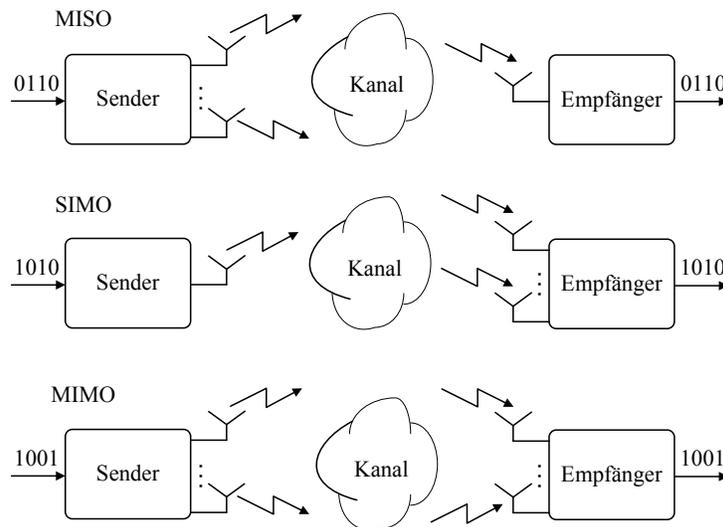 MISO
0110 Sender Kanal Empfänger 0110
SIMO
1010 Sender Kanal Empfänger 1010
MIMO
1001 Sender Kanal Empfänger 1001